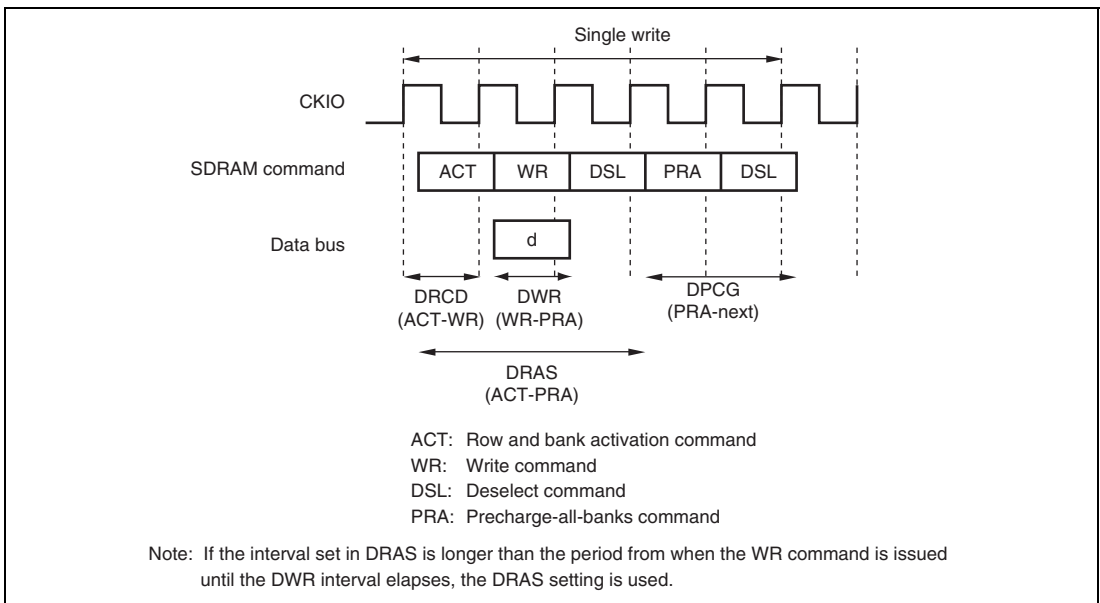 Single write
CKIO
SDRAM command
ACT
WR
DSL
PRA
DSL
Data bus
d
DRCD
(ACT-WR)
DWR
(WR-PRA)
DPCG
(PRA-next)
DRAS
(ACT-PRA)
ACT: Row and bank activation command
WR: Write command
DSL: Deselect command
PRA: Precharge-all-banks command
Note: If the interval set in DRAS is longer than the period from when the WR command is issued
until the DWR interval elapses, the DRAS setting is used.